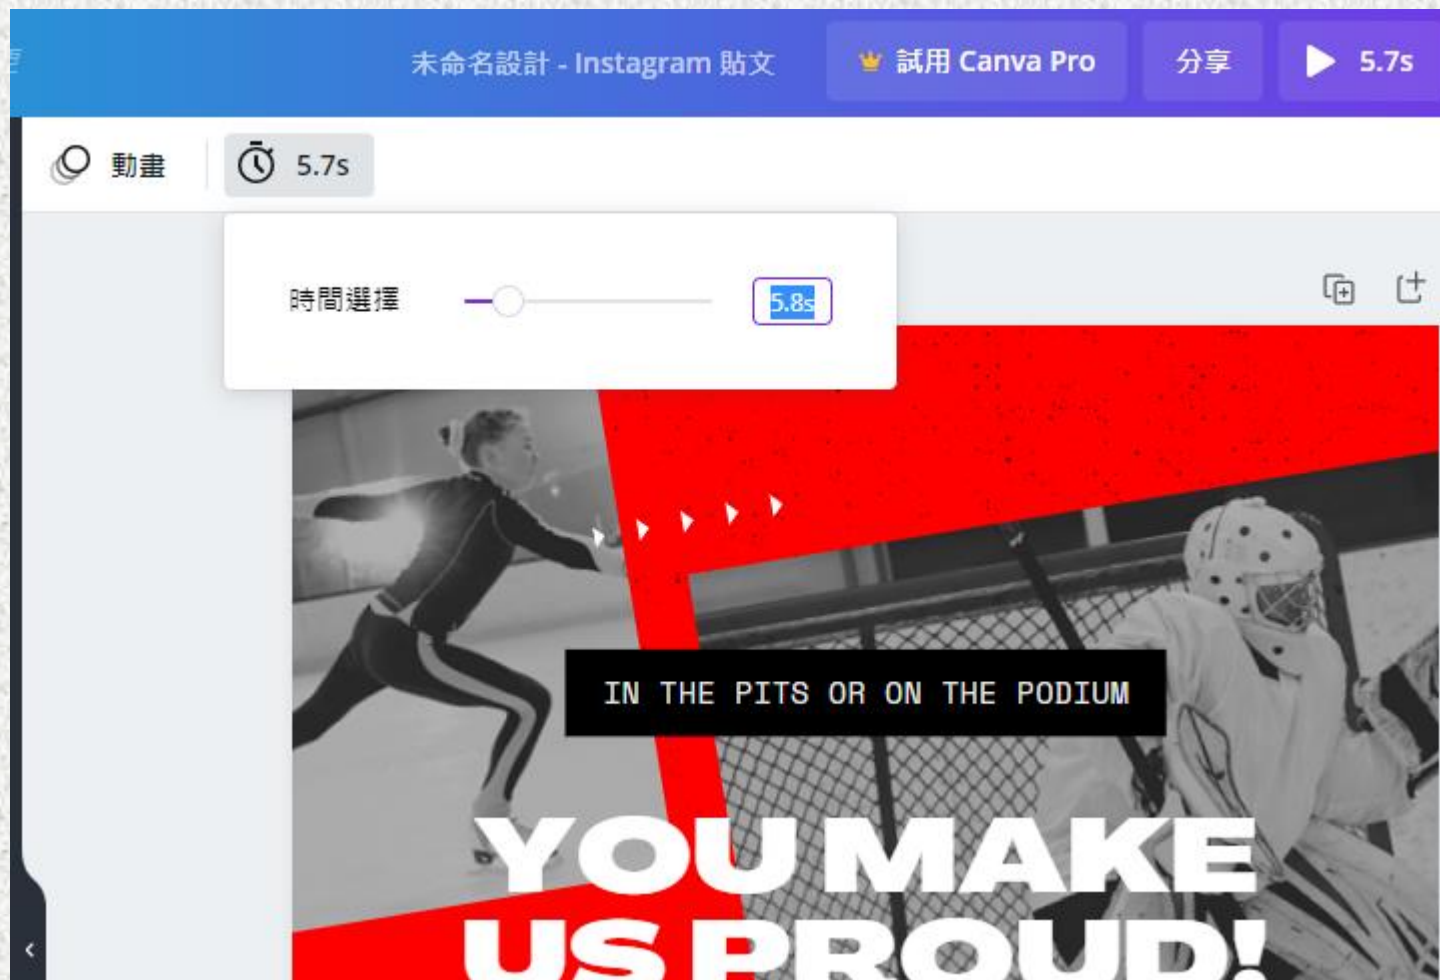 未命名設計 - Instagram 貼文
試用 Canva Pro
分享
5.7s
動畫
5.7s
時間選擇
5.8s
IN THE PITS OR ON THE PODIUM
YOU MAKE
US PROUD!